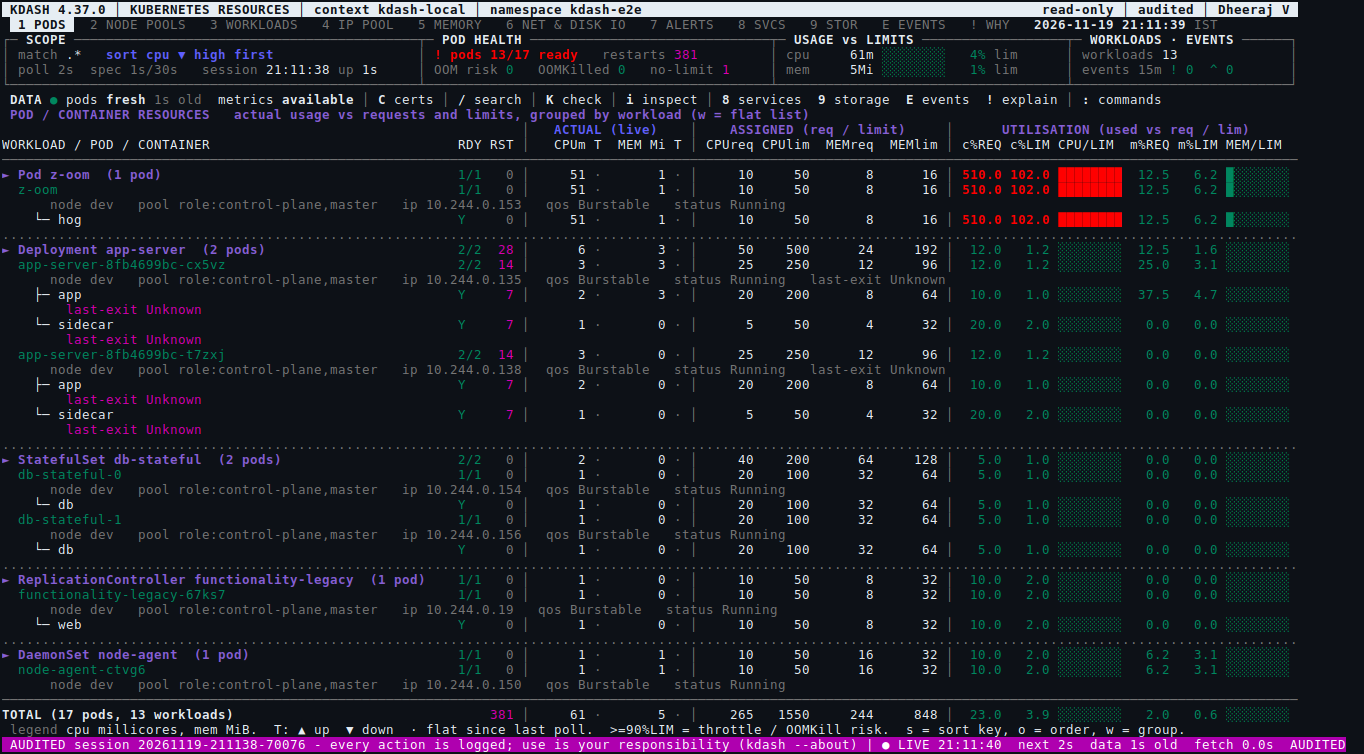 KDASH 4.37.0 │ KUBERNETES RESOURCES │ context kdash-local │ namespace kdash-e2e read-only │ audited │ Dheeraj V
1 PODS 2 NODE POOLS 3 WORKLOADS 4 IP POOL 5 MEMORY 6 NET & DISK IO 7 ALERTS 8 SVCS 9 STOR E EVENTS ! WHY 2026-11-19 21:11:39 IST
SCOPE POD HEALTH USAGE vs LIMITS WORKLOADS · EVENTS
match .* sort cpu ▼ high first ! pods 13/17 ready restarts 381 cpu 61m 4% lim workloads 13
poll 2s spec 1s/30s session 21:11:38 up 1s OOM risk 0 OOMKilled 0 no-limit 1 mem 5Mi 1% lim events 15m ! 0 ^ 0
DATA ● pods fresh 1s old metrics available │ C certs │ / search │ K check │ i inspect │ 8 services 9 storage E events ! explain │ : commands
POD / CONTAINER RESOURCES actual usage vs requests and limits, grouped by workload (w = flat list)
ACTUAL (live) │ ASSIGNED (req / limit) │ UTILISATION (used vs req / lim)
WORKLOAD / POD / CONTAINER RDY RST │ CPUm T MEM Mi T │ CPUreq CPUlim MEMreq MEMlim │ c%REQ c%LIM CPU/LIM m%REQ m%LIM MEM/LIM
► Pod z-oom (1 pod) 1/1 0 │ 51 · 1 · │ 10 50 8 16 │ 510.0 102.0 12.5 6.2
z-oom 1/1 0 │ 51 · 1 · │ 10 50 8 16 │ 510.0 102.0 12.5 6.2
node dev pool role:control-plane,master ip 10.244.0.153 qos Burstable status Running
└─ hog Y 0 │ 51 · 1 · │ 10 50 8 16 │ 510.0 102.0 12.5 6.2
► Deployment app-server (2 pods) 2/2 28 │ 6 · 3 · │ 50 500 24 192 │ 12.0 1.2 12.5 1.6
app-server-8fb4699bc-cx5vz 2/2 14 │ 3 · 3 · │ 25 250 12 96 │ 12.0 1.2 25.0 3.1
node dev pool role:control-plane,master ip 10.244.0.135 qos Burstable status Running last-exit Unknown
├─ app Y 7 │ 2 · 3 · │ 20 200 8 64 │ 10.0 1.0 37.5 4.7
last-exit Unknown
└─ sidecar Y 7 │ 1 · 0 · │ 5 50 4 32 │ 20.0 2.0 0.0 0.0
last-exit Unknown
app-server-8fb4699bc-t7zxj 2/2 14 │ 3 · 0 · │ 25 250 12 96 │ 12.0 1.2 0.0 0.0
node dev pool role:control-plane,master ip 10.244.0.138 qos Burstable status Running last-exit Unknown
├─ app Y 7 │ 2 · 0 · │ 20 200 8 64 │ 10.0 1.0 0.0 0.0
last-exit Unknown
└─ sidecar Y 7 │ 1 · 0 · │ 5 50 4 32 │ 20.0 2.0 0.0 0.0
last-exit Unknown
► StatefulSet db-stateful (2 pods) 2/2 0 │ 2 · 0 · │ 40 200 64 128 │ 5.0 1.0 0.0 0.0
db-stateful-0 1/1 0 │ 1 · 0 · │ 20 100 32 64 │ 5.0 1.0 0.0 0.0
node dev pool role:control-plane,master ip 10.244.0.154 qos Burstable status Running
└─ db Y 0 │ 1 · 0 · │ 20 100 32 64 │ 5.0 1.0 0.0 0.0
db-stateful-1 1/1 0 │ 1 · 0 · │ 20 100 32 64 │ 5.0 1.0 0.0 0.0
node dev pool role:control-plane,master ip 10.244.0.156 qos Burstable status Running
└─ db Y 0 │ 1 · 0 · │ 20 100 32 64 │ 5.0 1.0 0.0 0.0
► ReplicationController functionality-legacy (1 pod) 1/1 0 │ 1 · 0 · │ 10 50 8 32 │ 10.0 2.0 0.0 0.0
functionality-legacy-67ks7 1/1 0 │ 1 · 0 · │ 10 50 8 32 │ 10.0 2.0 0.0 0.0
node dev pool role:control-plane,master ip 10.244.0.19 qos Burstable status Running
└─ web Y 0 │ 1 · 0 · │ 10 50 8 32 │ 10.0 2.0 0.0 0.0
► DaemonSet node-agent (1 pod) 1/1 0 │ 1 · 1 · │ 10 50 16 32 │ 10.0 2.0 6.2 3.1
node-agent-ctvg6 1/1 0 │ 1 · 1 · │ 10 50 16 32 │ 10.0 2.0 6.2 3.1
node dev pool role:control-plane,master ip 10.244.0.150 qos Burstable status Running
TOTAL (17 pods, 13 workloads) 381 │ 61 · 5 · │ 265 1550 244 848 │ 23.0 3.9 2.0 0.6
legend cpu millicores, mem MiB. T: ▲ up ▼ down · flat since last poll. >=90%LIM = throttle / OOMKill risk. s = sort key, o = order, w = group.
AUDITED session 20261119-211138-70076 - every action is logged; use is your responsibility (kdash --about) | ● LIVE 21:11:40 next 2s data 1s old fetch 0.0s AUDITED